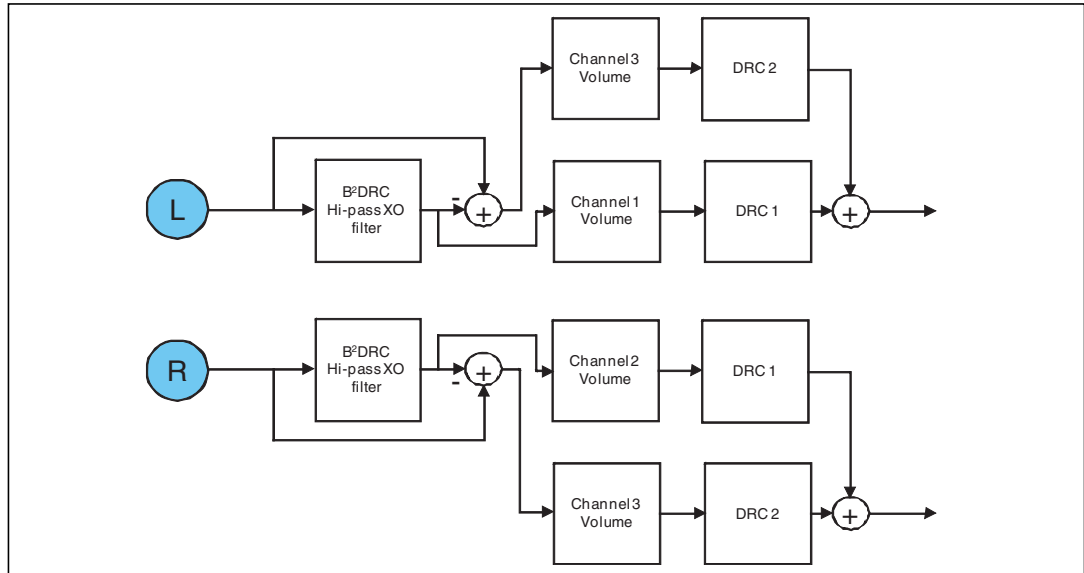 Channel 3
Volume
DRC 2
L
B²DRC
Hi-pass XO
filter
-
+
Channel 1
Volume
DRC 1
+
R
B²DRC
Hi-pass XO
filter
-
+
Channel 2
Volume
DRC 1
Channel 3
Volume
DRC 2
+